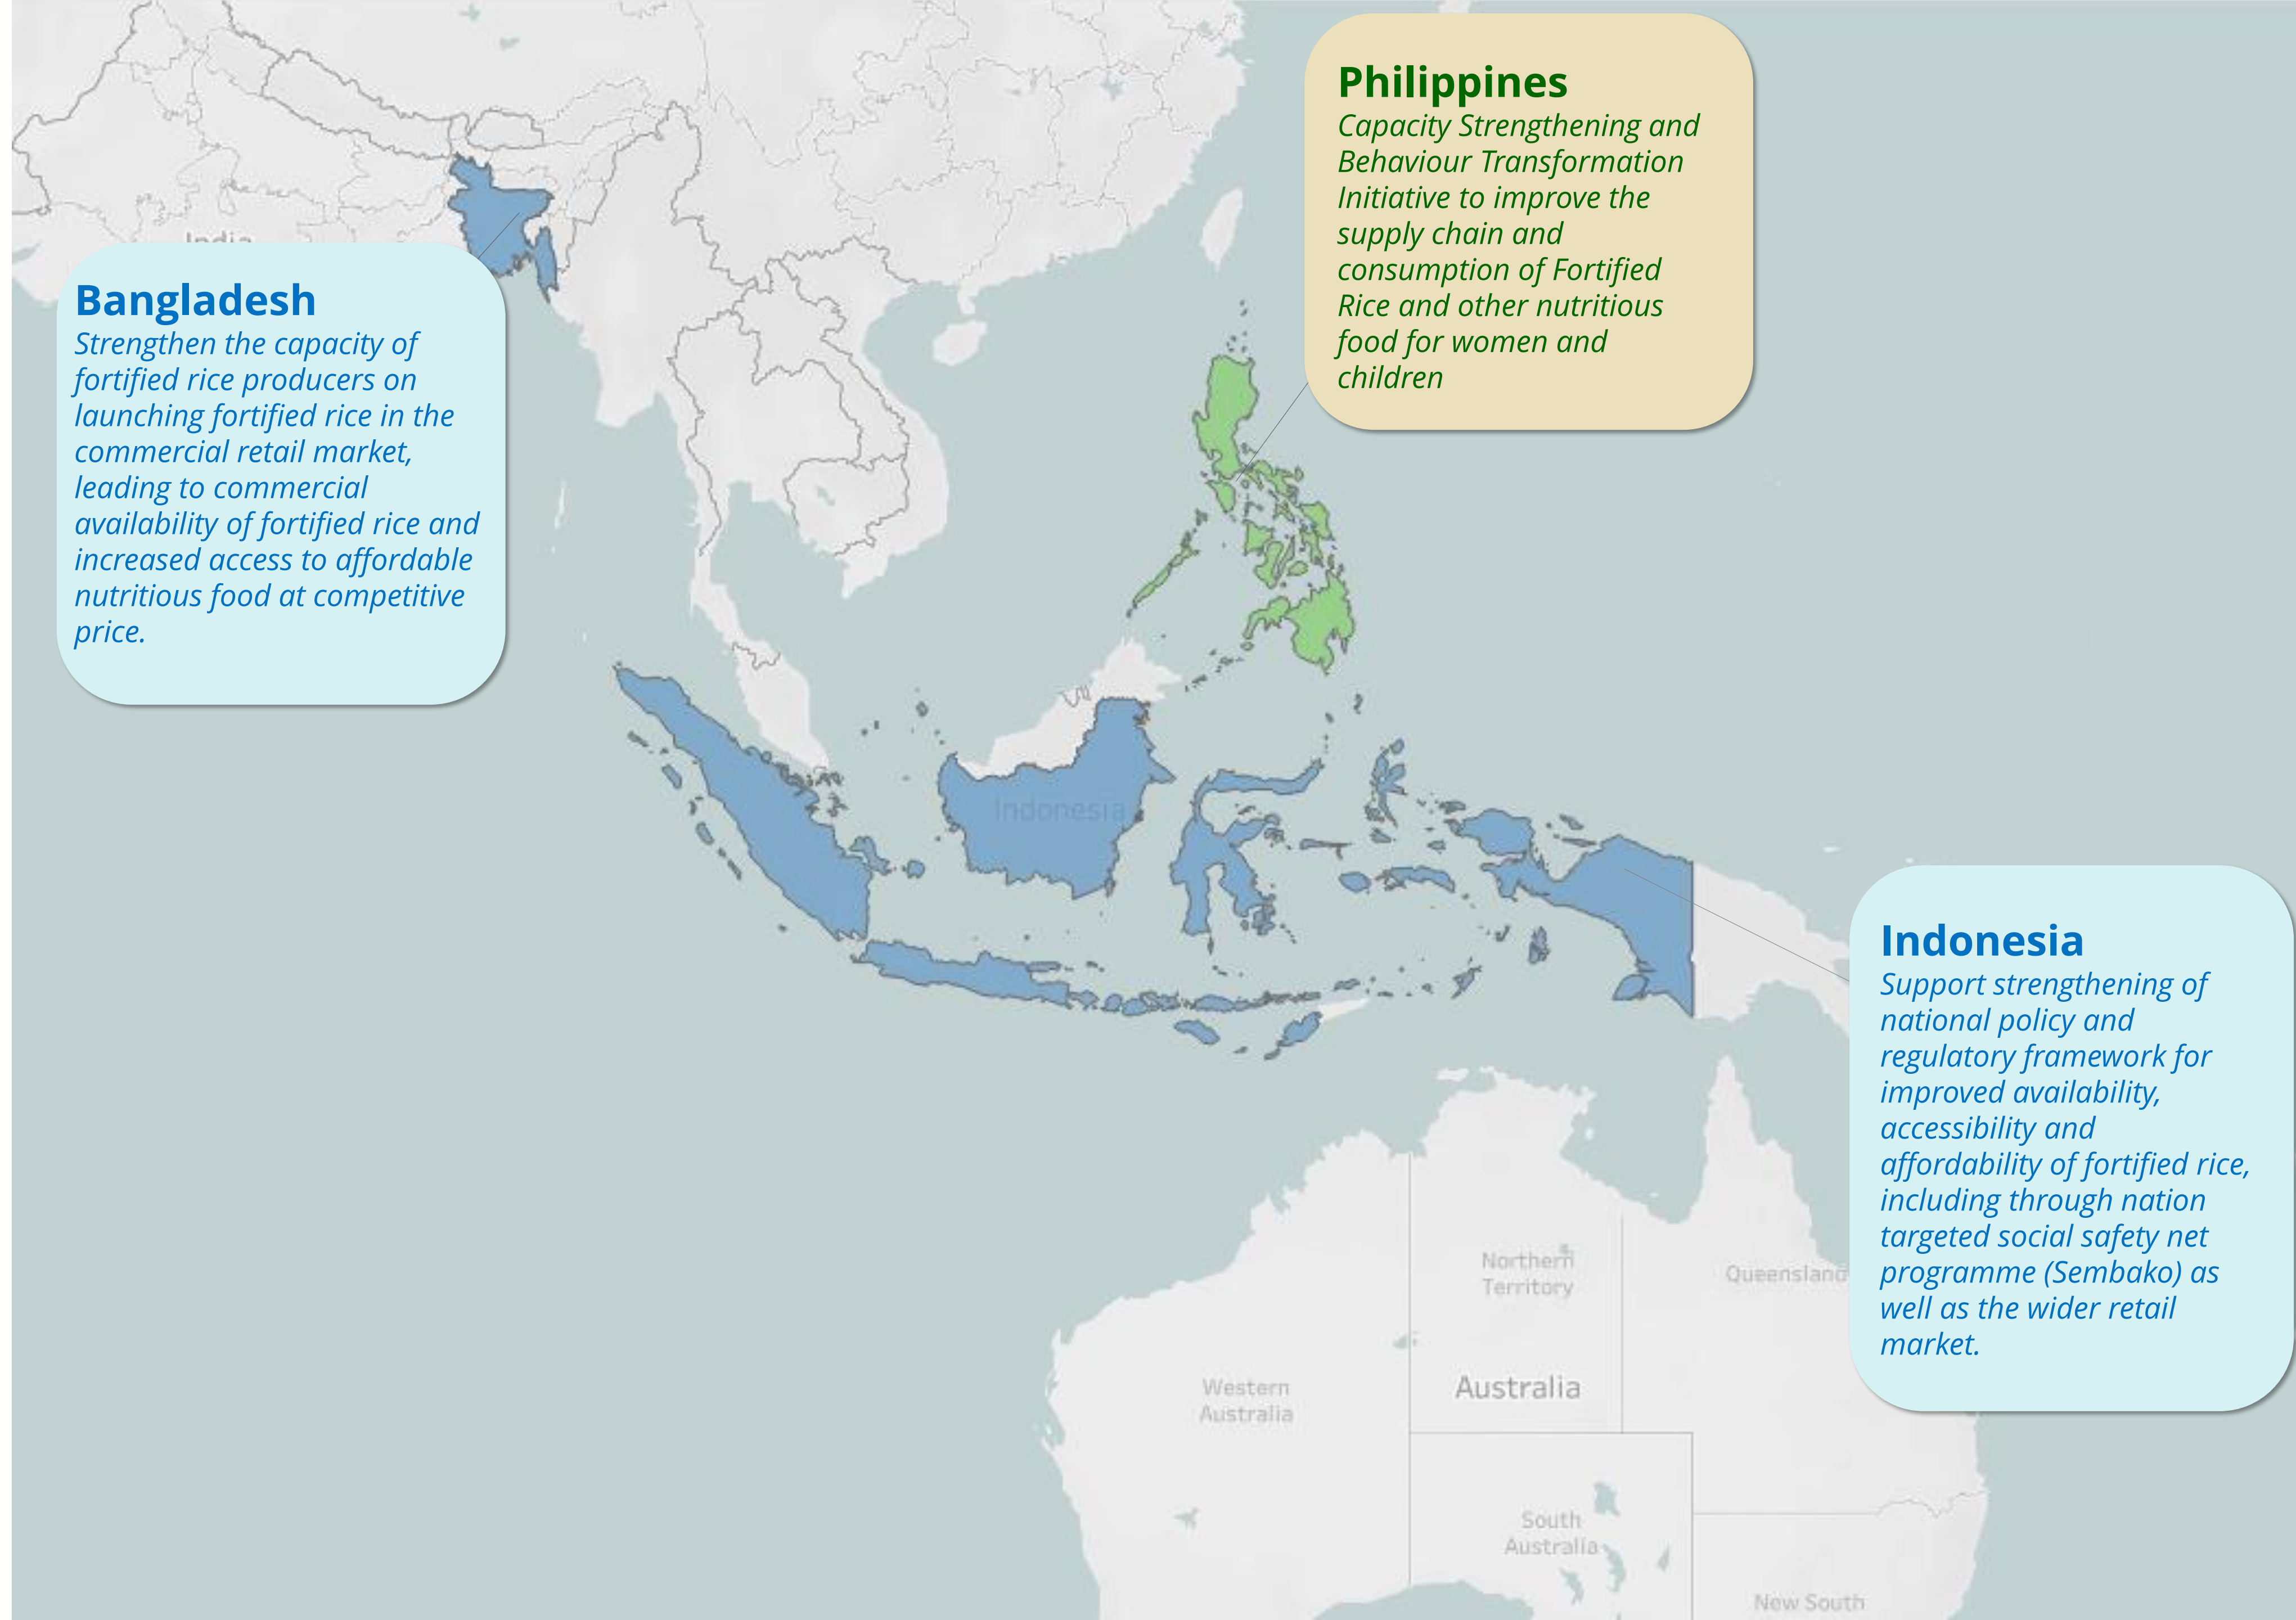 Philippines
Capacity Strengthening and
Behaviour Transformation
Initiative to improve the
supply chain and
consumption of Fortified
Rice and other nutritious
food for women and
children
India
Bangladesh
Strengthen the capacity of
fortified rice producers on
launching fortified rice in the
commercial retail market,
leading to commercial
availability of fortified rice and
increased access to affordable
nutritious food at competitive
price.
Indonesia
Indonesia
Support strengthening of
national policy and
regulatory framework for
improved availability,
accessibility and
affordability of fortified rice,
including through nation
targeted social safety net
programme (Sembako) as
well as the wider retail
market.
Northern
Territory
Queensland
Western
Australia
Australia
South
Australia
New South